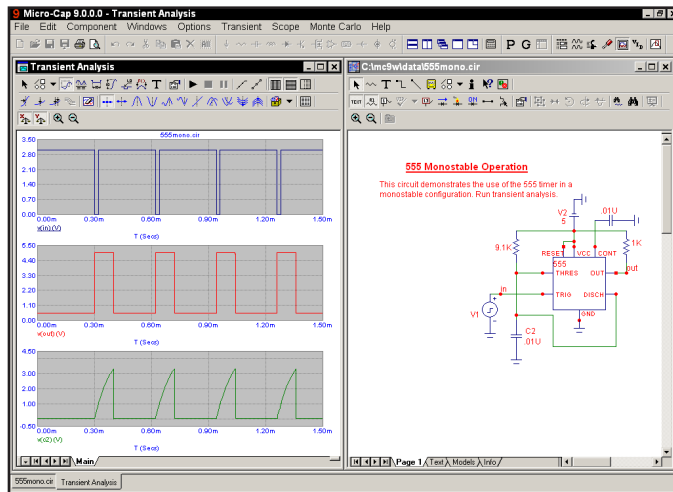 Micro-Cap 9.0.0.0 - Transient Analysis
File Edit Component Windows Options Transient Scope Monte Carlo Help
Transient Analysis
C:\mc9w\data\555mono.cir
T
TEXT
ON
P G
555mono.cir
3.50
2.80
2.10
1.40
0.70
0.00
0.00m 0.30m 0.60m 0.90m 1.20m 1.50m
v(in) (V)
T (Secs)
5.50
4.40
3.30
2.20
1.10
0.00
0.00m 0.30m 0.60m 0.90m 1.20m 1.50m
v(out) (V)
T (Secs)
4.50
3.00
2.00
1.00
-0.50
0.00m 0.30m 0.60m 0.90m 1.20m 1.50m
v(c2) (V)
T (Secs)
Main
555 Monostable Operation
This circuit demonstrates the use of the 555 timer in a
monostable configuration. Run transient analysis.
V2
5
.01U
9.1K
1K
RESET VCC CONT
555
THRES OUT
out
in
TRIG DISCH
V1
GND
C2
.01U
Page 1 Text Models Info
555mono.cir Transient Analysis